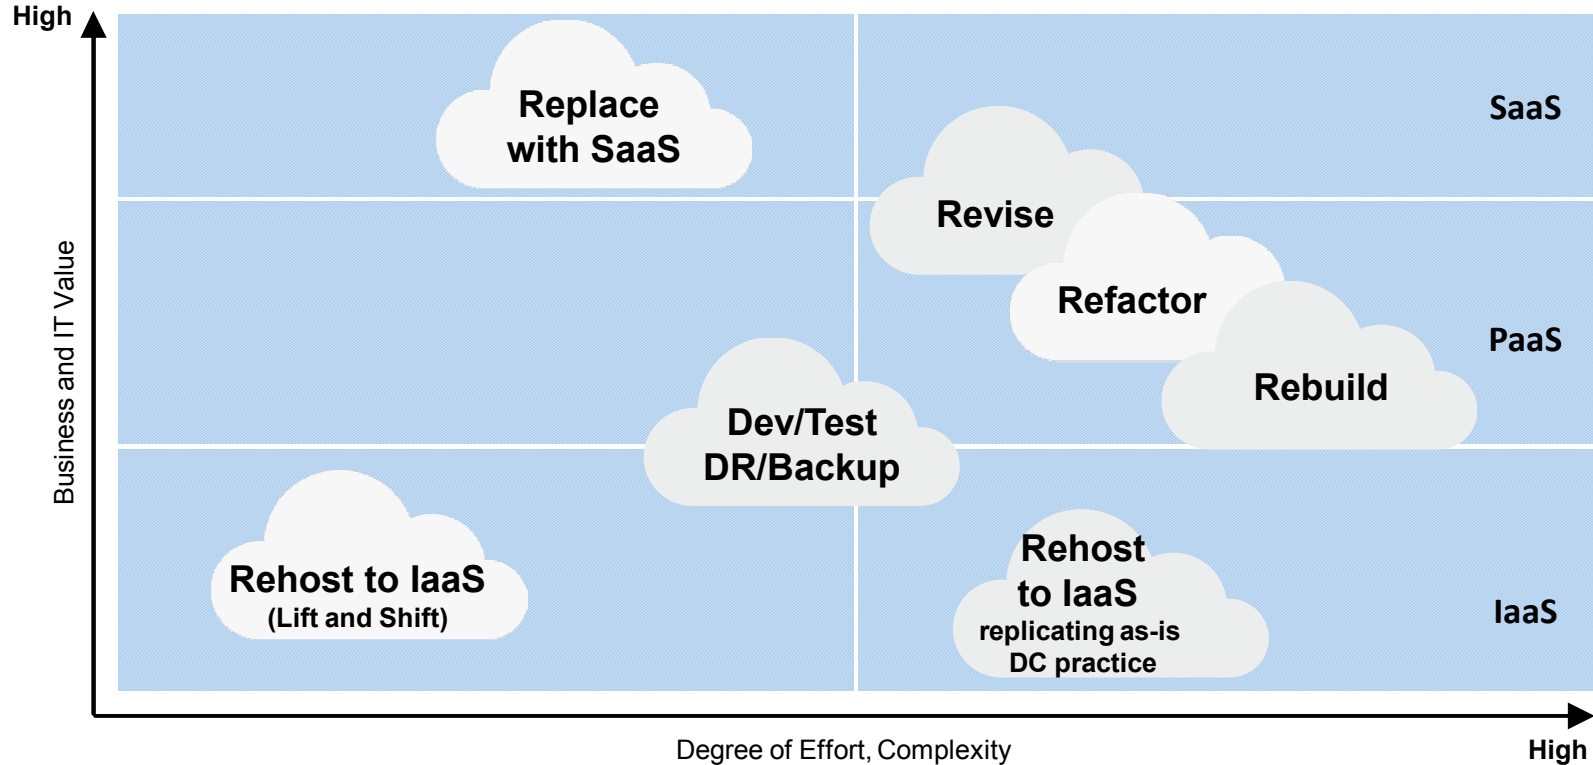 High
Replace
with SaaS
SaaS
Revise
Refactor
PaaS
Rebuild
Dev/Test
DR/Backup
Rehost to IaaS
(Lift and Shift)
Rehost
to IaaS
replicating as-is
DC practice
IaaS
Business and IT Value
Degree of Effort, Complexity
High